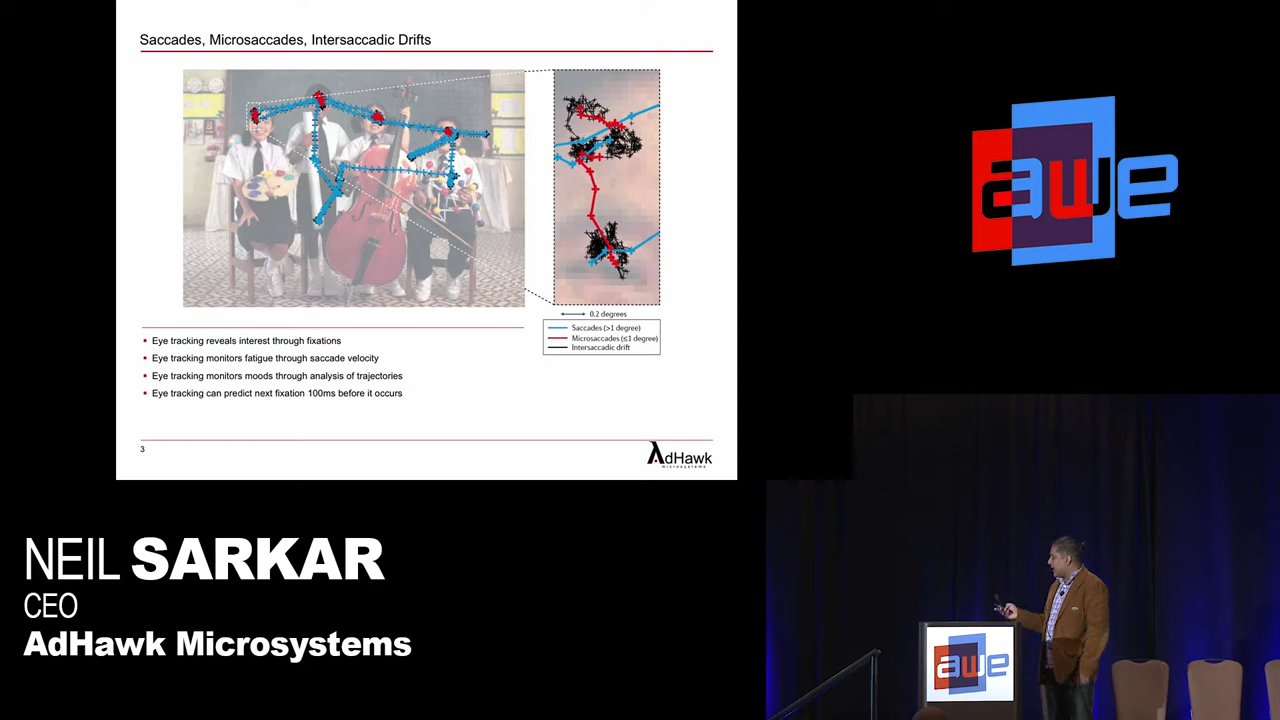 Saccades, Microsaccades, Intersaccadic Drifts
0.2 degrees
Saccades (>1 degree)
Microsaccades (≤1 degree)
Intersaccadic drift
▪ Eye tracking reveals interest through fixations
▪ Eye tracking monitors fatigue through saccade velocity
▪ Eye tracking monitors moods through analysis of trajectories
▪ Eye tracking can predict next fixation 100ms before it occurs
3
AdHawk
microsystems
awe
NEIL SARKAR
CEO
AdHawk Microsystems
awe